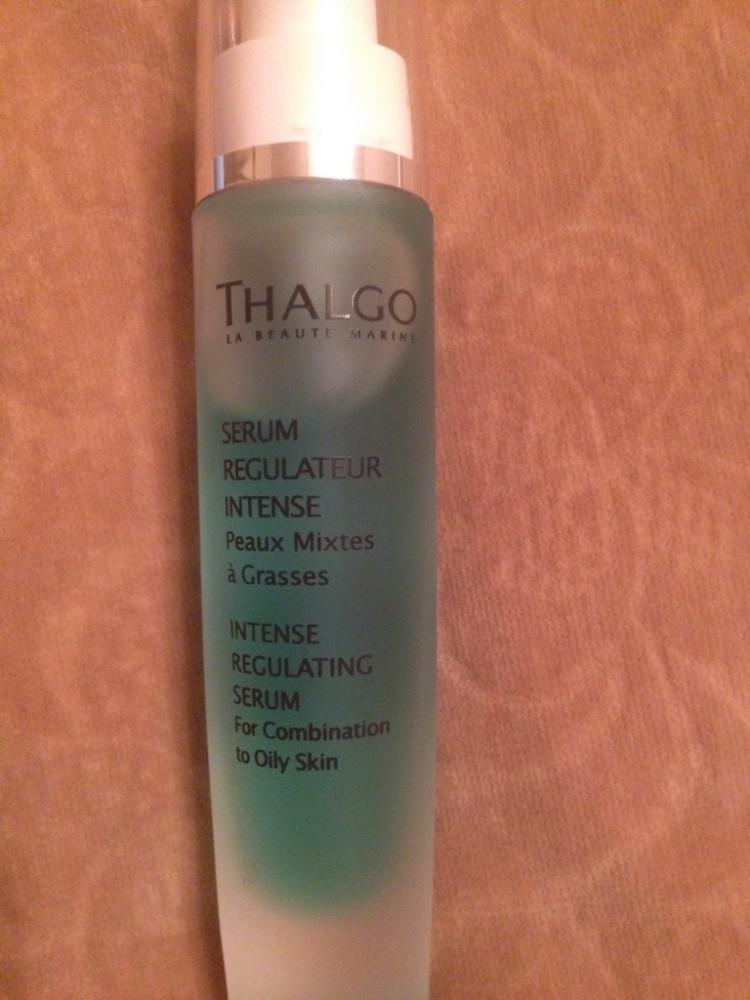 THALGO
LA BEAUTE MARINE
SERUM
REGULATEUR
INTENSE
Peaux Mixtes
à Grasses
INTENSE
REGULATING
SERUM
For Combination
to Oily Skin